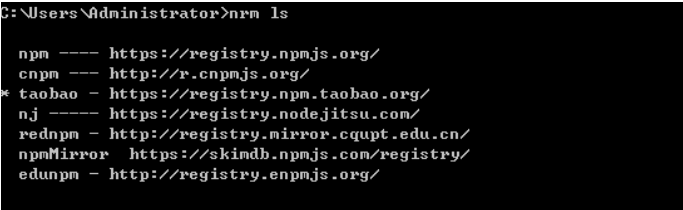 C:\Users\Administrator>nrm ls
npm ---- https://registry.npmjs.org/
cnpm --- http://r.cnpmjs.org/
* taobao - https://registry.npm.taobao.org/
nj ----- https://registry.nodejitsu.com/
rednpm - http://registry.mirror.cqupt.edu.cn/
npmMirror  https://skimdb.npmjs.com/registry/
edunpm - http://registry.enpmjs.org/